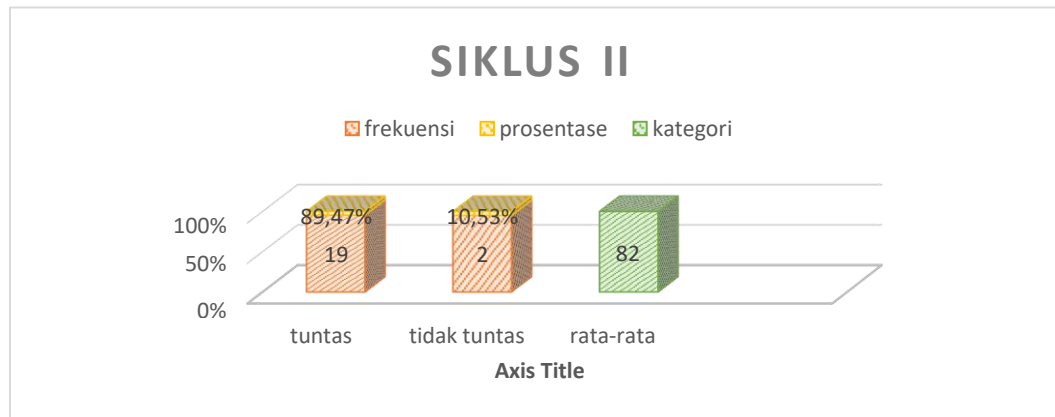 SIKLUS II
frekuensi prosentase kategori
89,47% 10,53%
100%
19 2 82
50%
0%
tuntas tidak tuntas rata-rata
Axis Title